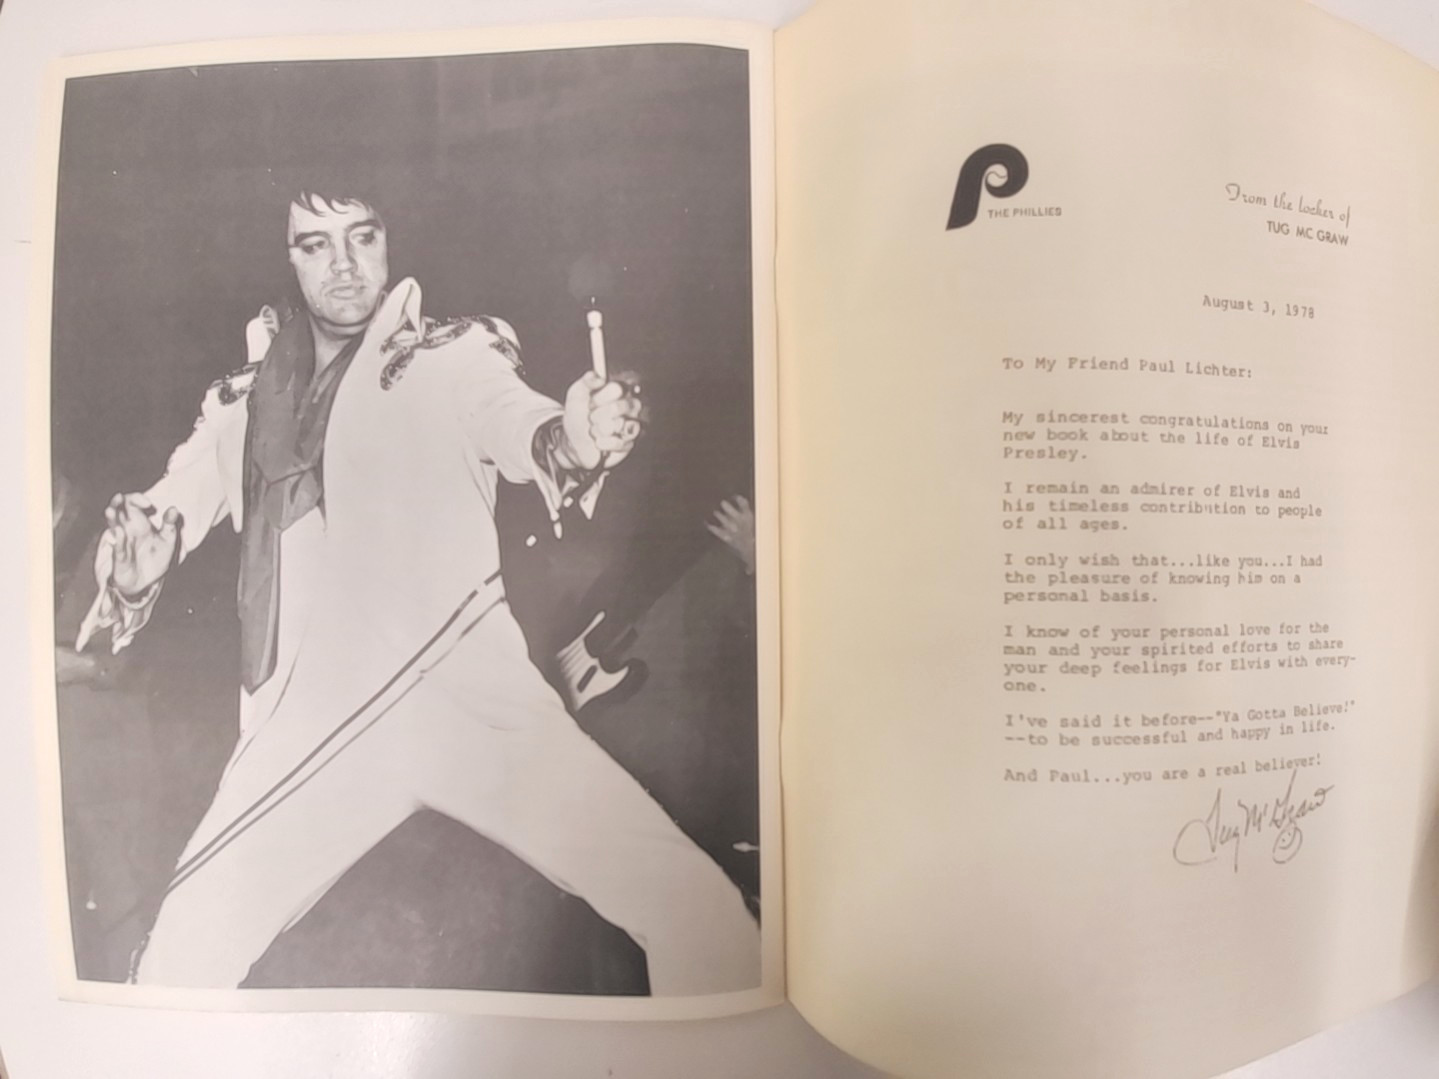 THE PHILLIES
From the locker of
TUG MC GRAW
August 3, 1978
To My Friend Paul Lichter:
My sincerest congratulations on your
new book about the life of Elvis
Presley.
I remain an admirer of Elvis and
his timeless contribution to people
of all ages.
I only wish that...like you...I had
the pleasure of knowing him on a
personal basis.
I know of your personal love for the
man and your spirited efforts to share
your deep feelings for Elvis with every-
one.
I've said it before--"Ya Gotta Believe!"
--to be successful and happy in life.
And Paul...you are a real believer!
Tug McGraw